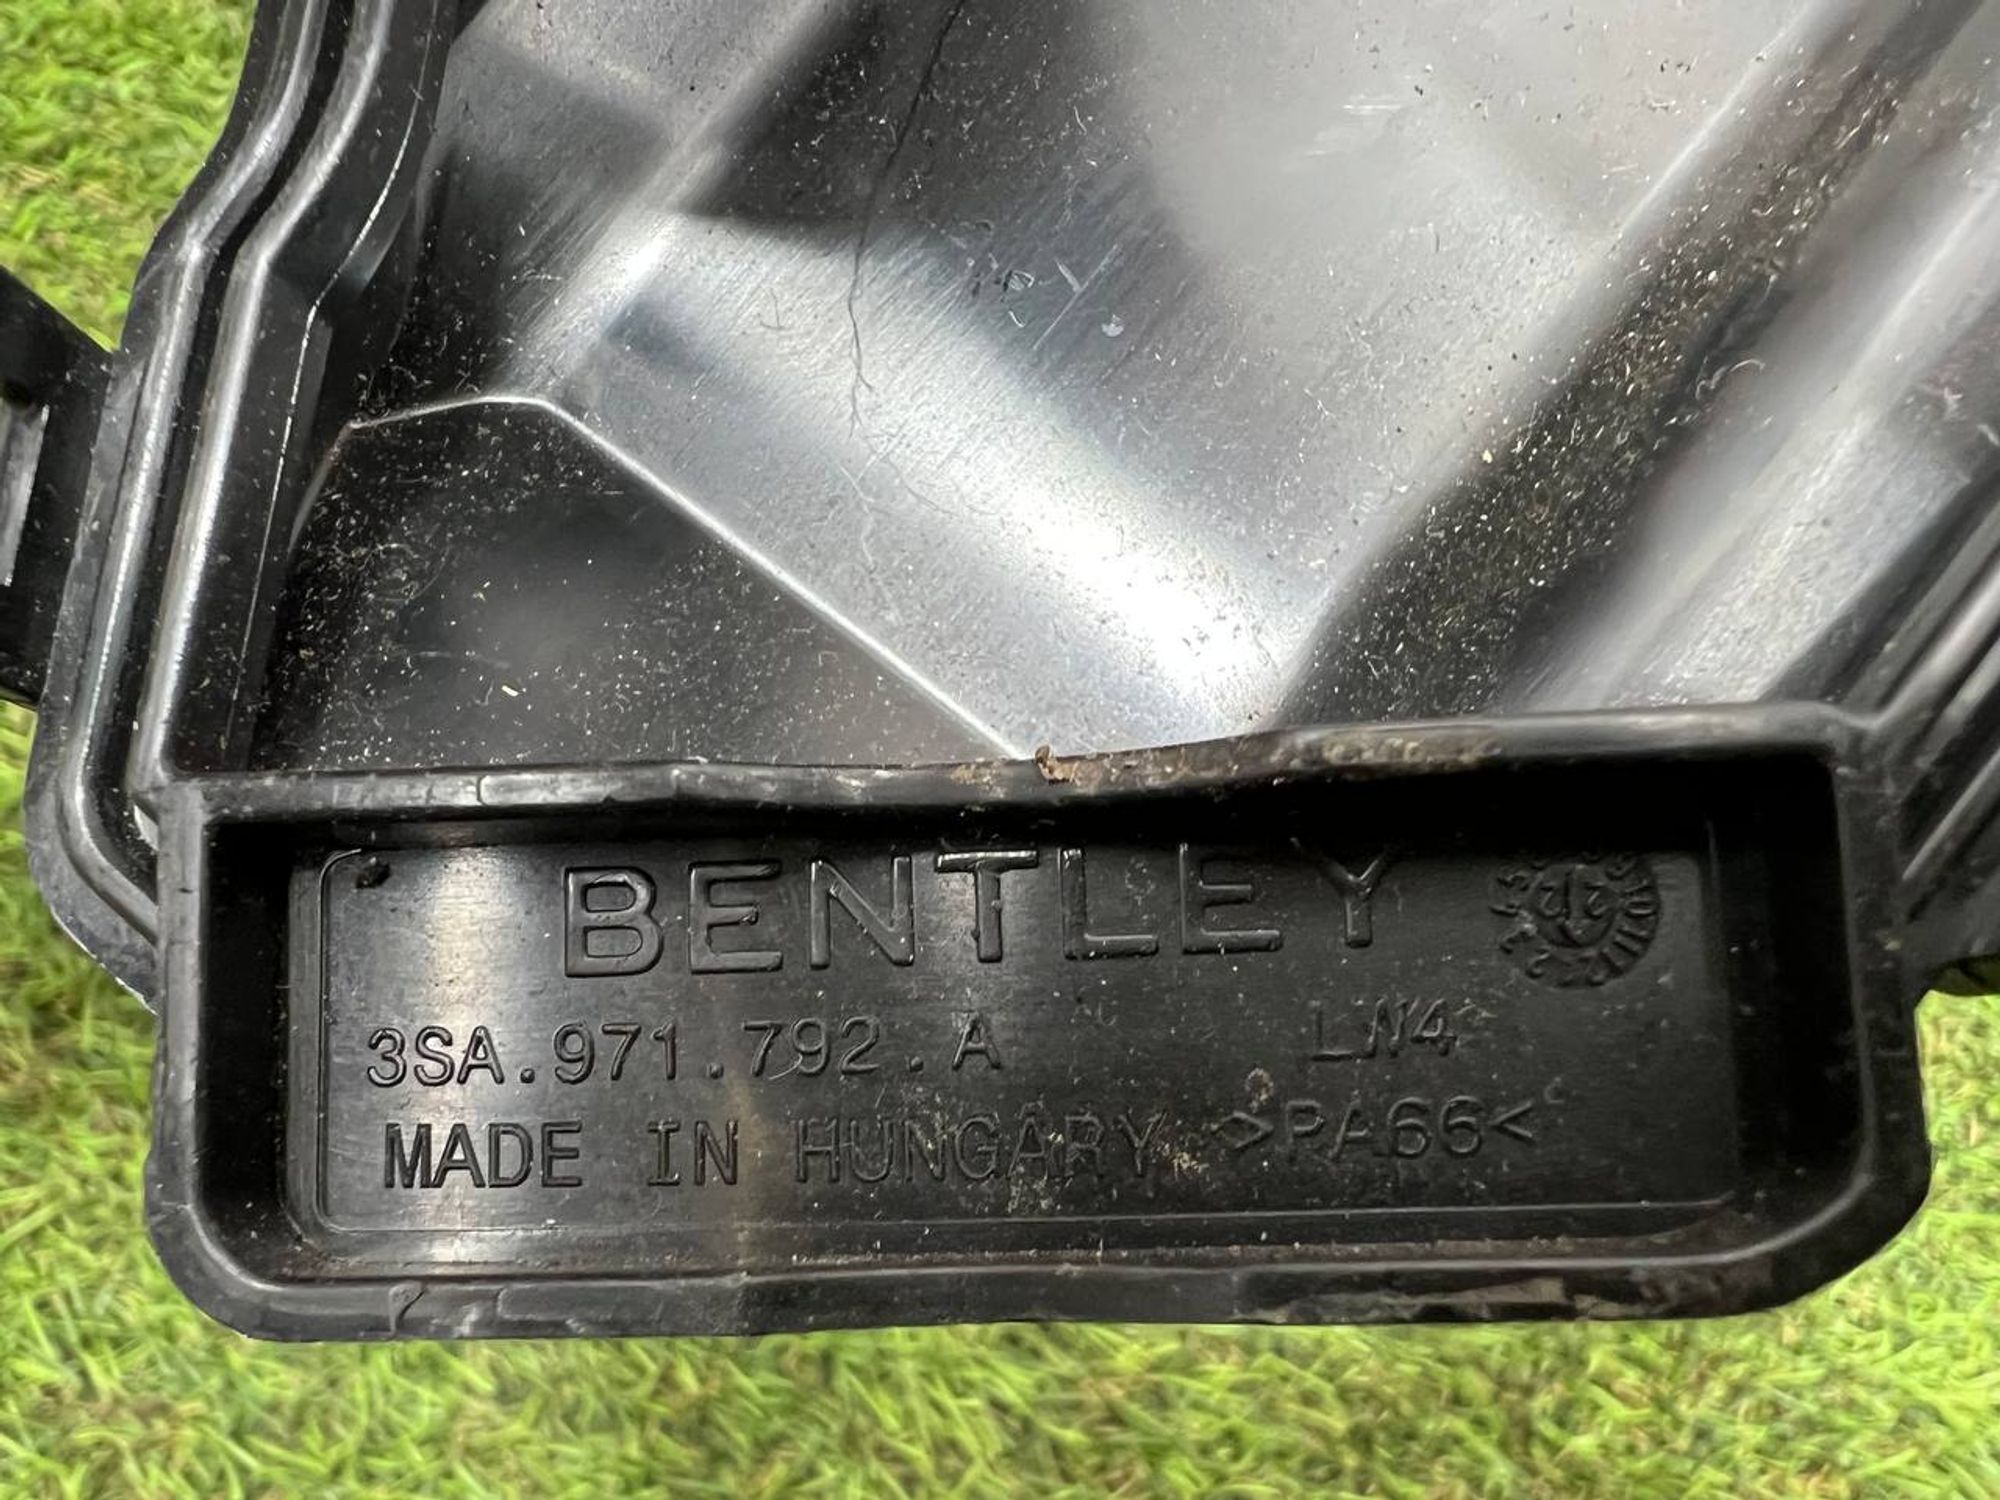 BENTLEY
3SA.971.792.A LW4
MADE IN HUNGARY >PA66<